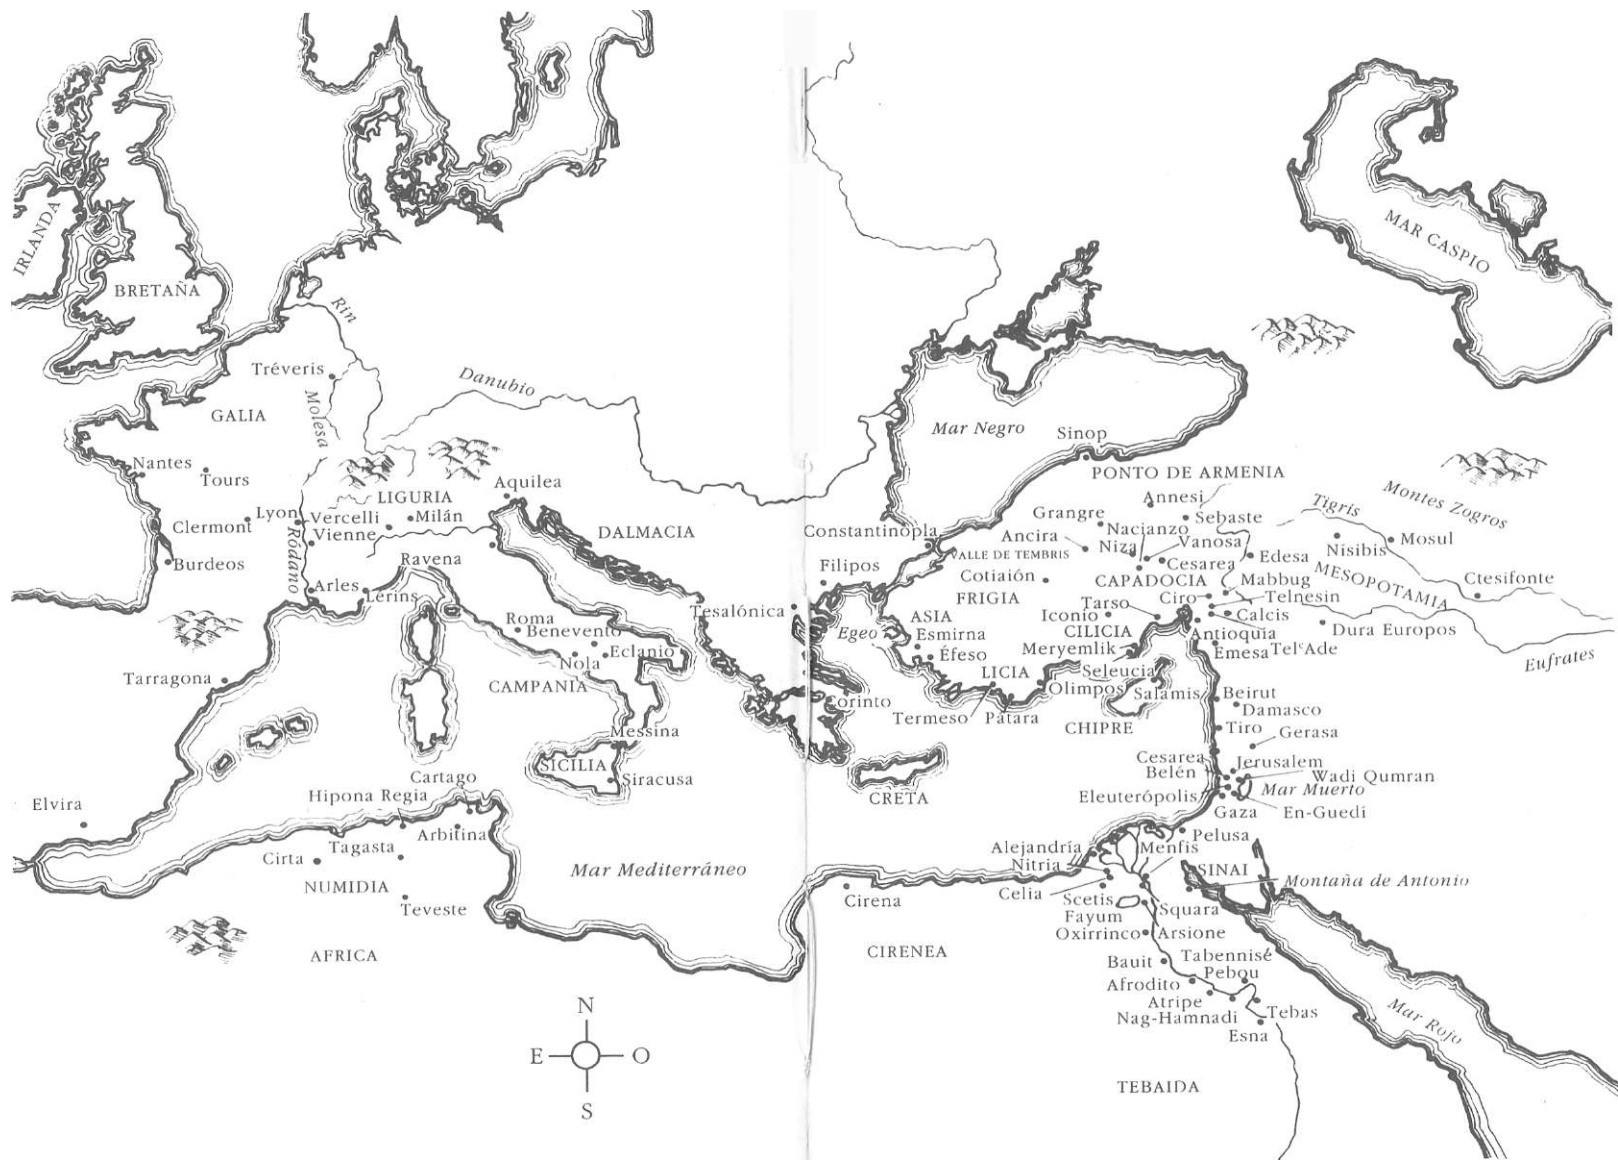 IRLANDA
BRETAÑA
MAR CASPIO
Rin
Tréveris
Danubio
Molesa
GALIA
Mar Negro
Sinop
Nantes
Tours
PONTO DE ARMENIA
Montes Zogros
Aquilea
LIGURIA
Annesi
Tigris
Clermont
Lyon
Vercelli
Milán
Grangre
Sebaste
Vienne
Ródano
DALMACIA
Constantinopla
Ancira
Nacianzo
Niza
Vanosa
Nisibis
Mosul
VALLE DE TEMBRIS
Burdeos
Ravena
Filipos
Cesarea
Edesa
MESOPOTAMIA
Cotiaión
CAPADOCIA
Mabbug
Ctesifonte
Arles
Lérins
FRIGIA
Ciro
Telnesin
Tesalónica
Tarso
Roma
ASIA
Iconio
Calcis
Benevento
Egeo
Esmirna
CILICIA
Antioquía
Dura Europos
Eclanio
Éfeso
Meryemlik
Emesa
TelᶜAde
Eufrates
Nola
LICIA
Seleucia
Tarragona
CAMPANIA
Olimpos
Salamis
Beirut
Corinto
Damasco
Termeso
Pátara
CHIPRE
Tiro
Gerasa
Messina
Cesarea
Jerusalem
SICILIA
Belén
Wadi Qumran
Cartago
Siracusa
Mar Muerto
Hipona Regia
CRETA
Eleuterópolis
Elvira
Gaza
En-Guedi
Arbitina
Pelusa
Tagasta
Alejandría
Menfis
Cirta
Nitria
Mar Mediterráneo
SINAI
Montaña de Antonio
NUMIDIA
Celia
Cirena
Scetis
Teveste
Squara
Fayum
Oxirrinco
Arsione
AFRICA
CIRENEA
Tabennisé
Bauit
Pebou
Afrodito
Atripe
Mar Rojo
Nag-Hamnadi
Tebas
Esna
N
E
O
S
TEBAIDA